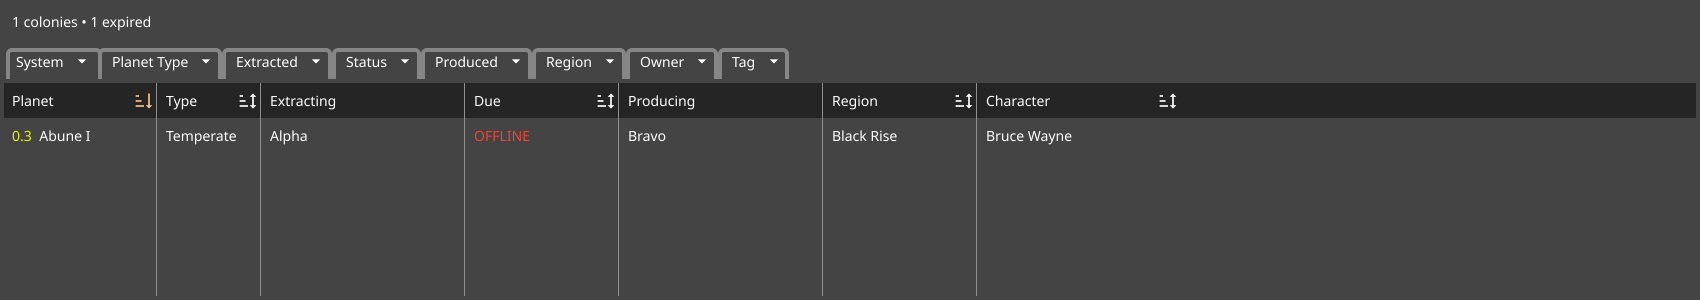 1 colonies • 1 expired
System Planet Type Extracted Status Produced Region Owner Tag
Planet Type Extracting Due Producing Region Character
0.3 Abune I Temperate Alpha OFFLINE Bravo Black Rise Bruce Wayne